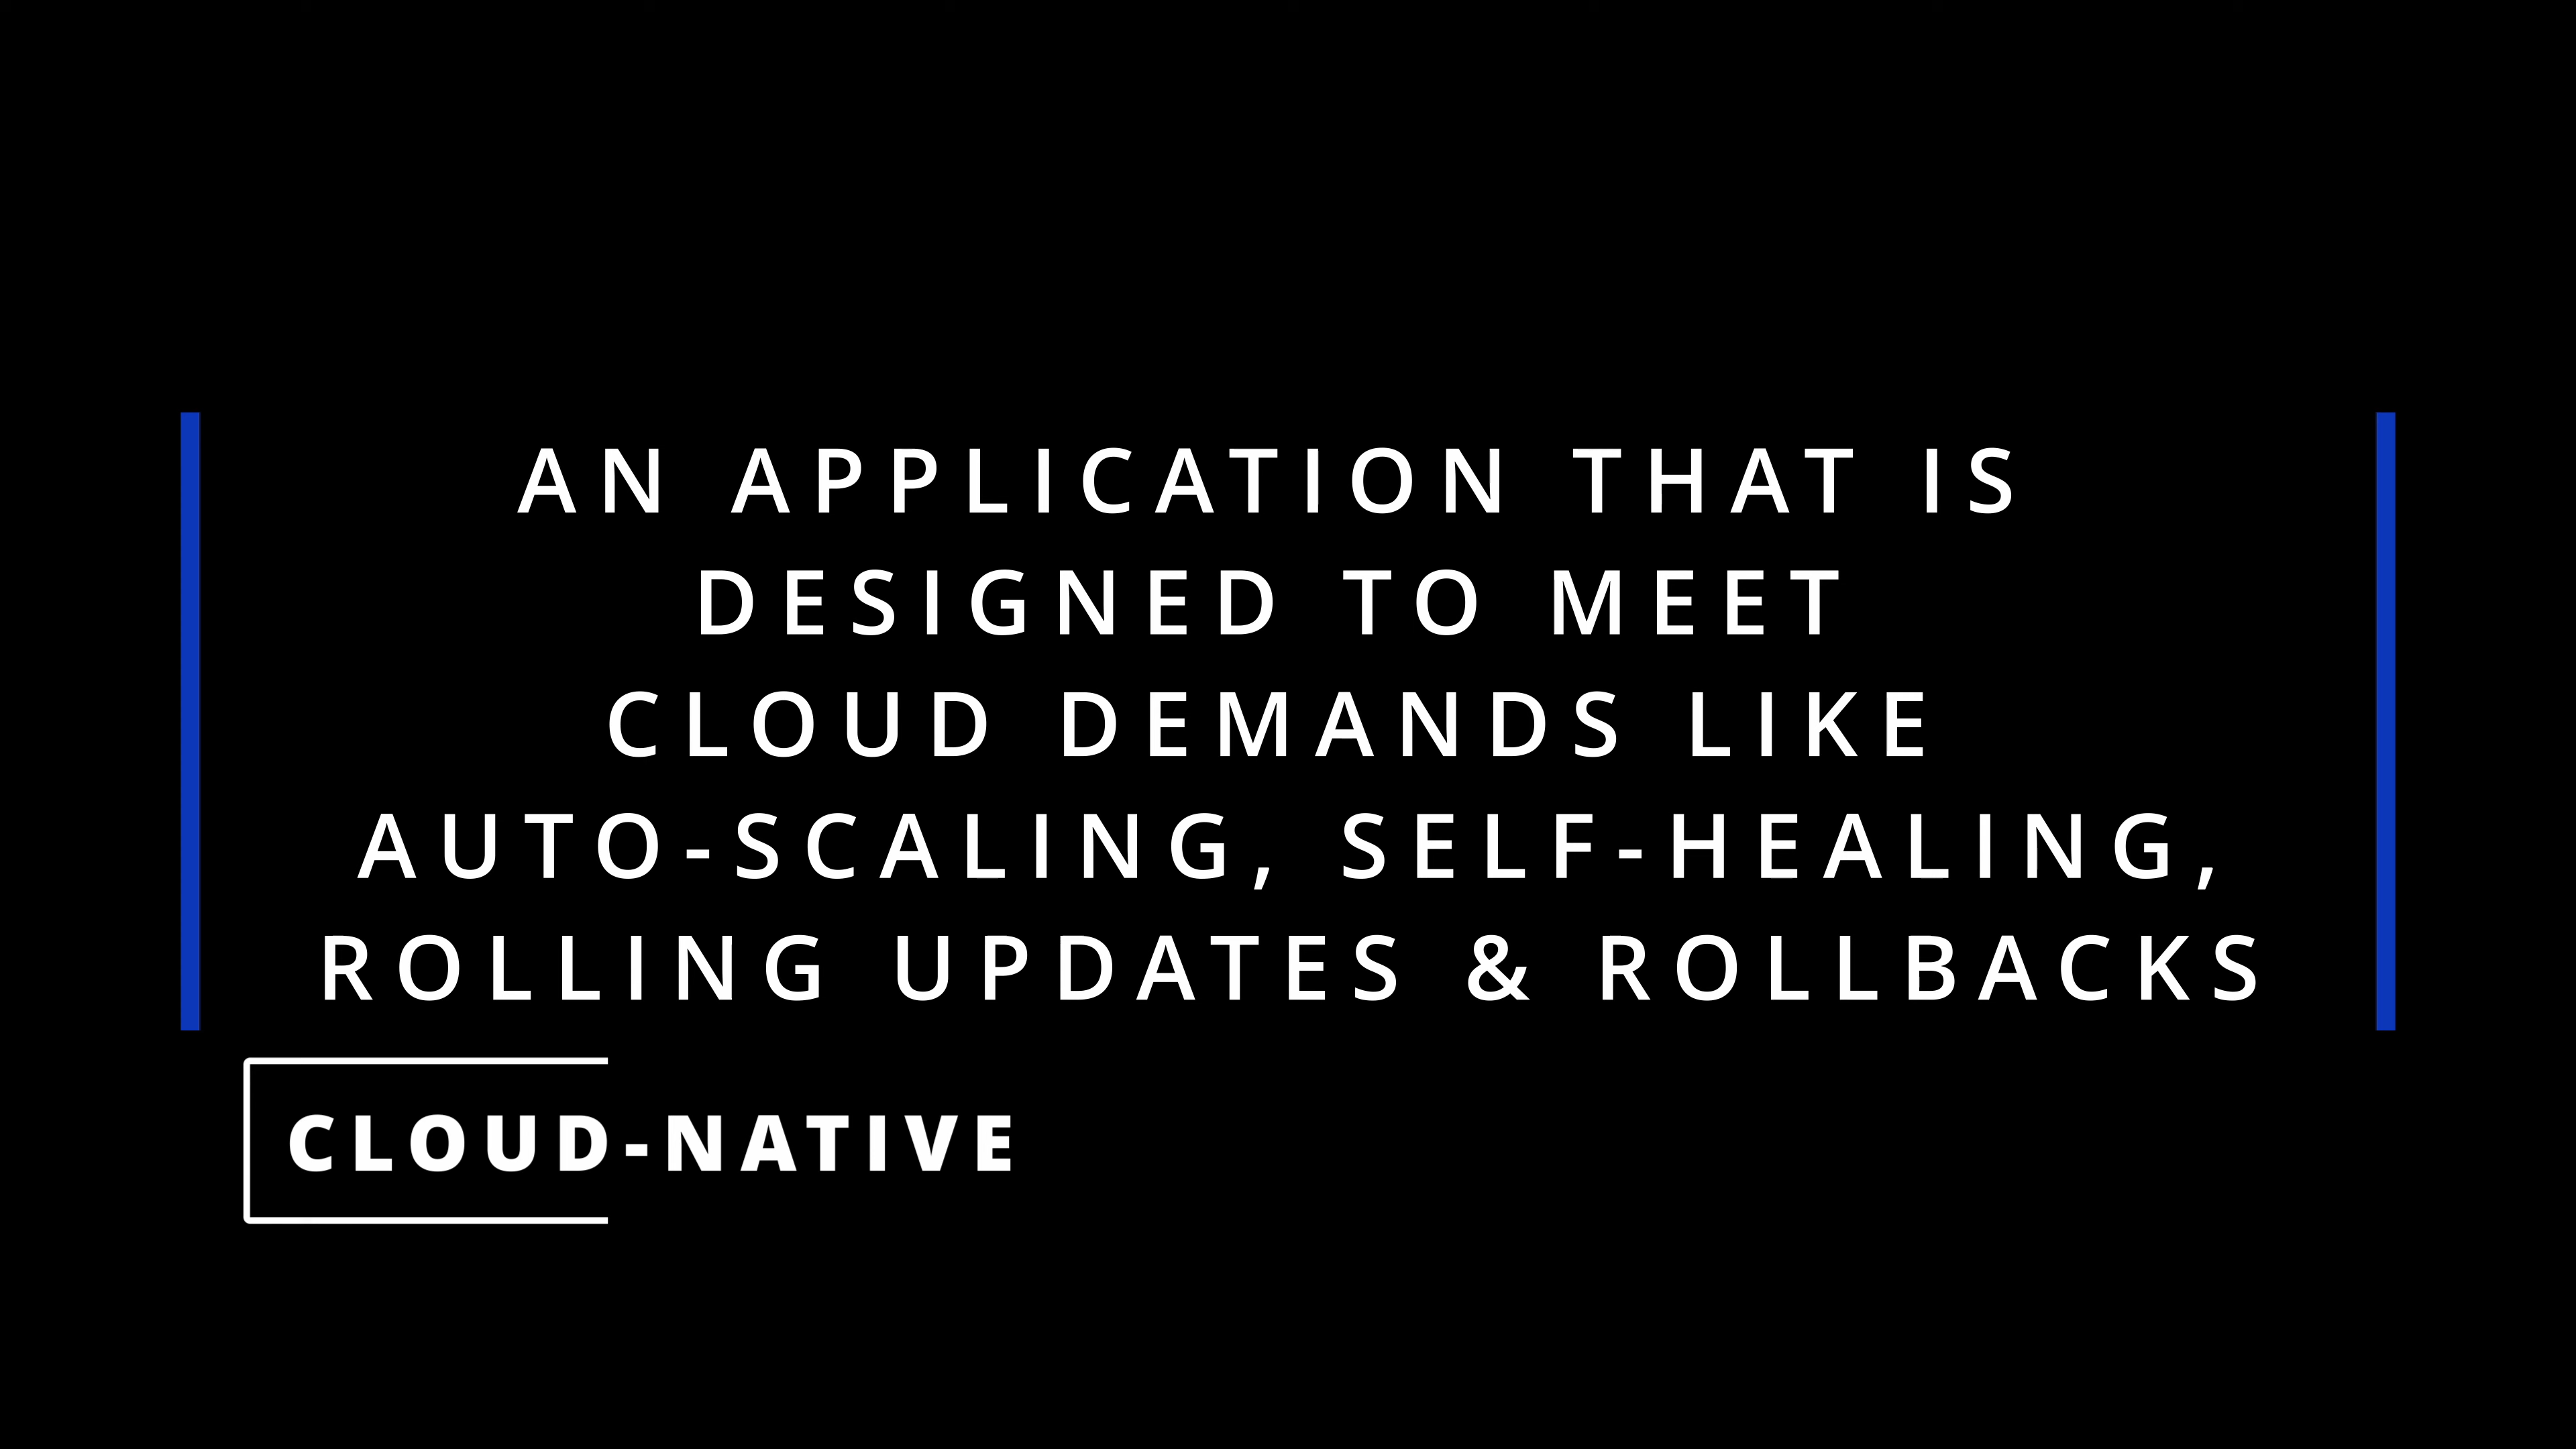 AN APPLICATION THAT IS
DESIGNED TO MEET
CLOUD DEMANDS LIKE
AUTO-SCALING, SELF-HEALING,
ROLLING UPDATES & ROLLBACKS
CLOUD-NATIVE